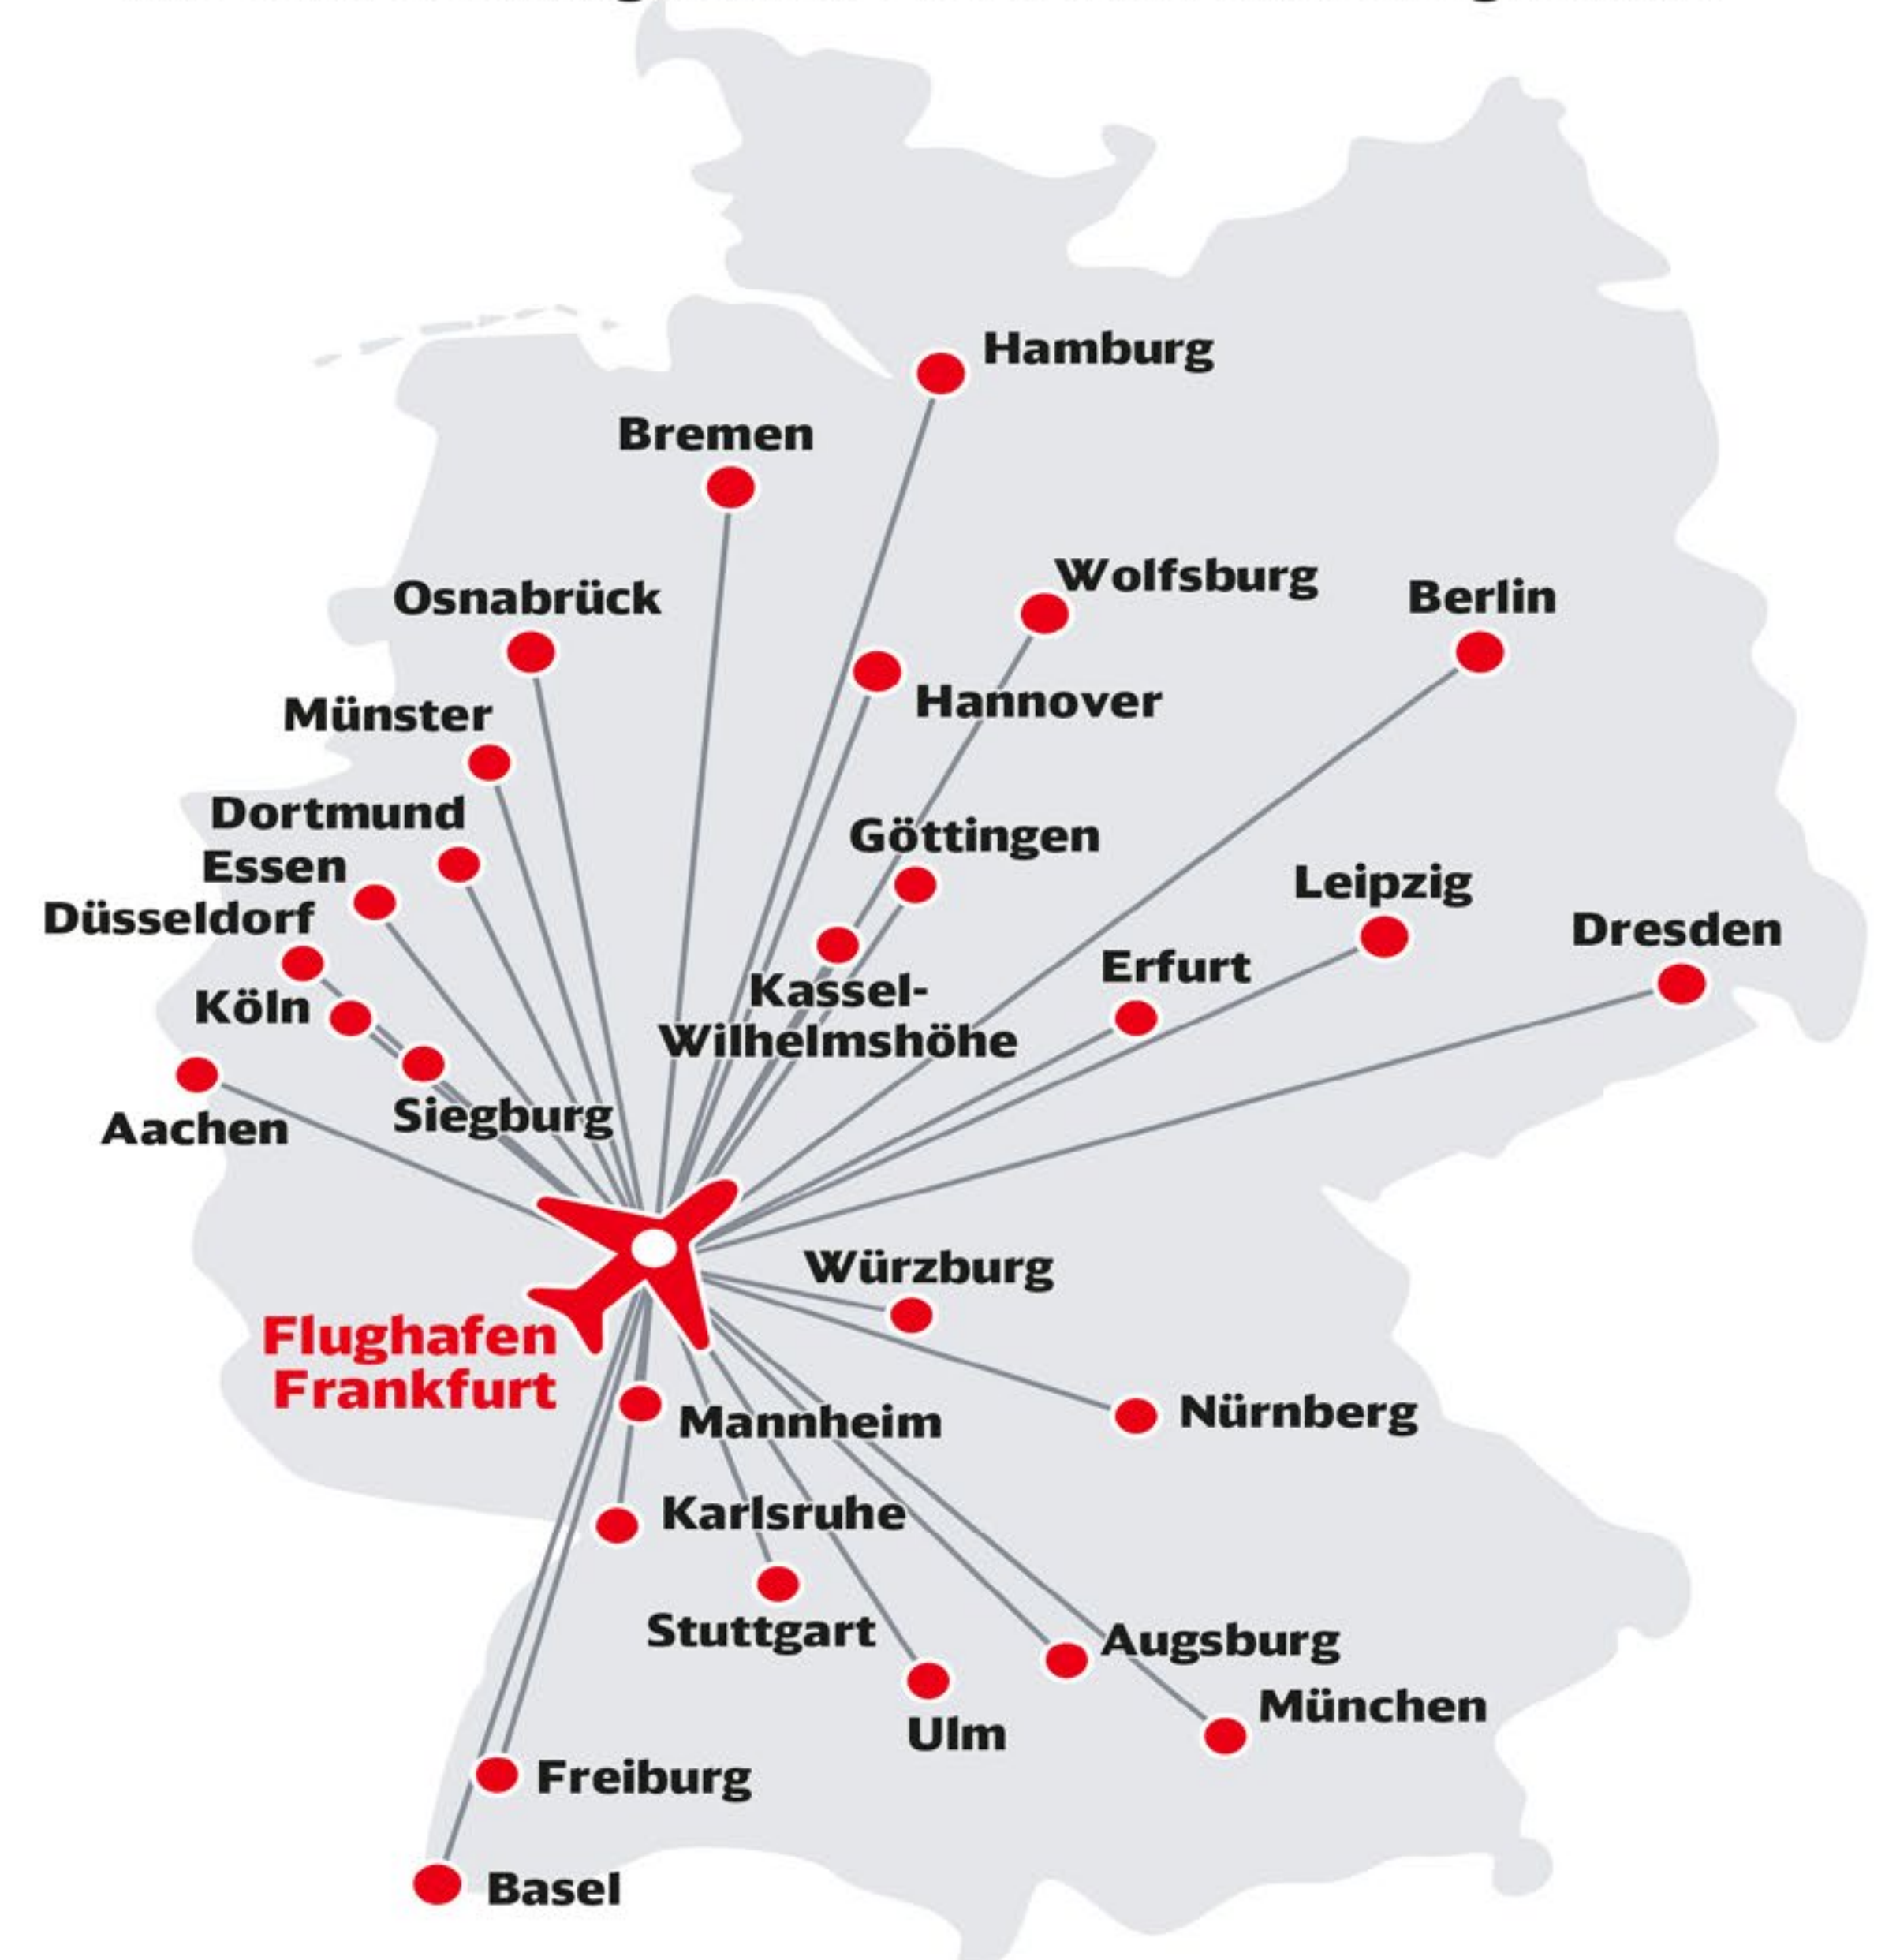 Hamburg
Bremen
Wolfsburg
Osnabrück
Berlin
Hannover
Münster
Dortmund
Göttingen
Essen
Leipzig
Düsseldorf
Dresden
Erfurt
Kassel-
Wilhelmshöhe
Köln
Siegburg
Aachen
Würzburg
Flughafen
Frankfurt
Nürnberg
Mannheim
Karlsruhe
Stuttgart
Augsburg
München
Ulm
Freiburg
Basel